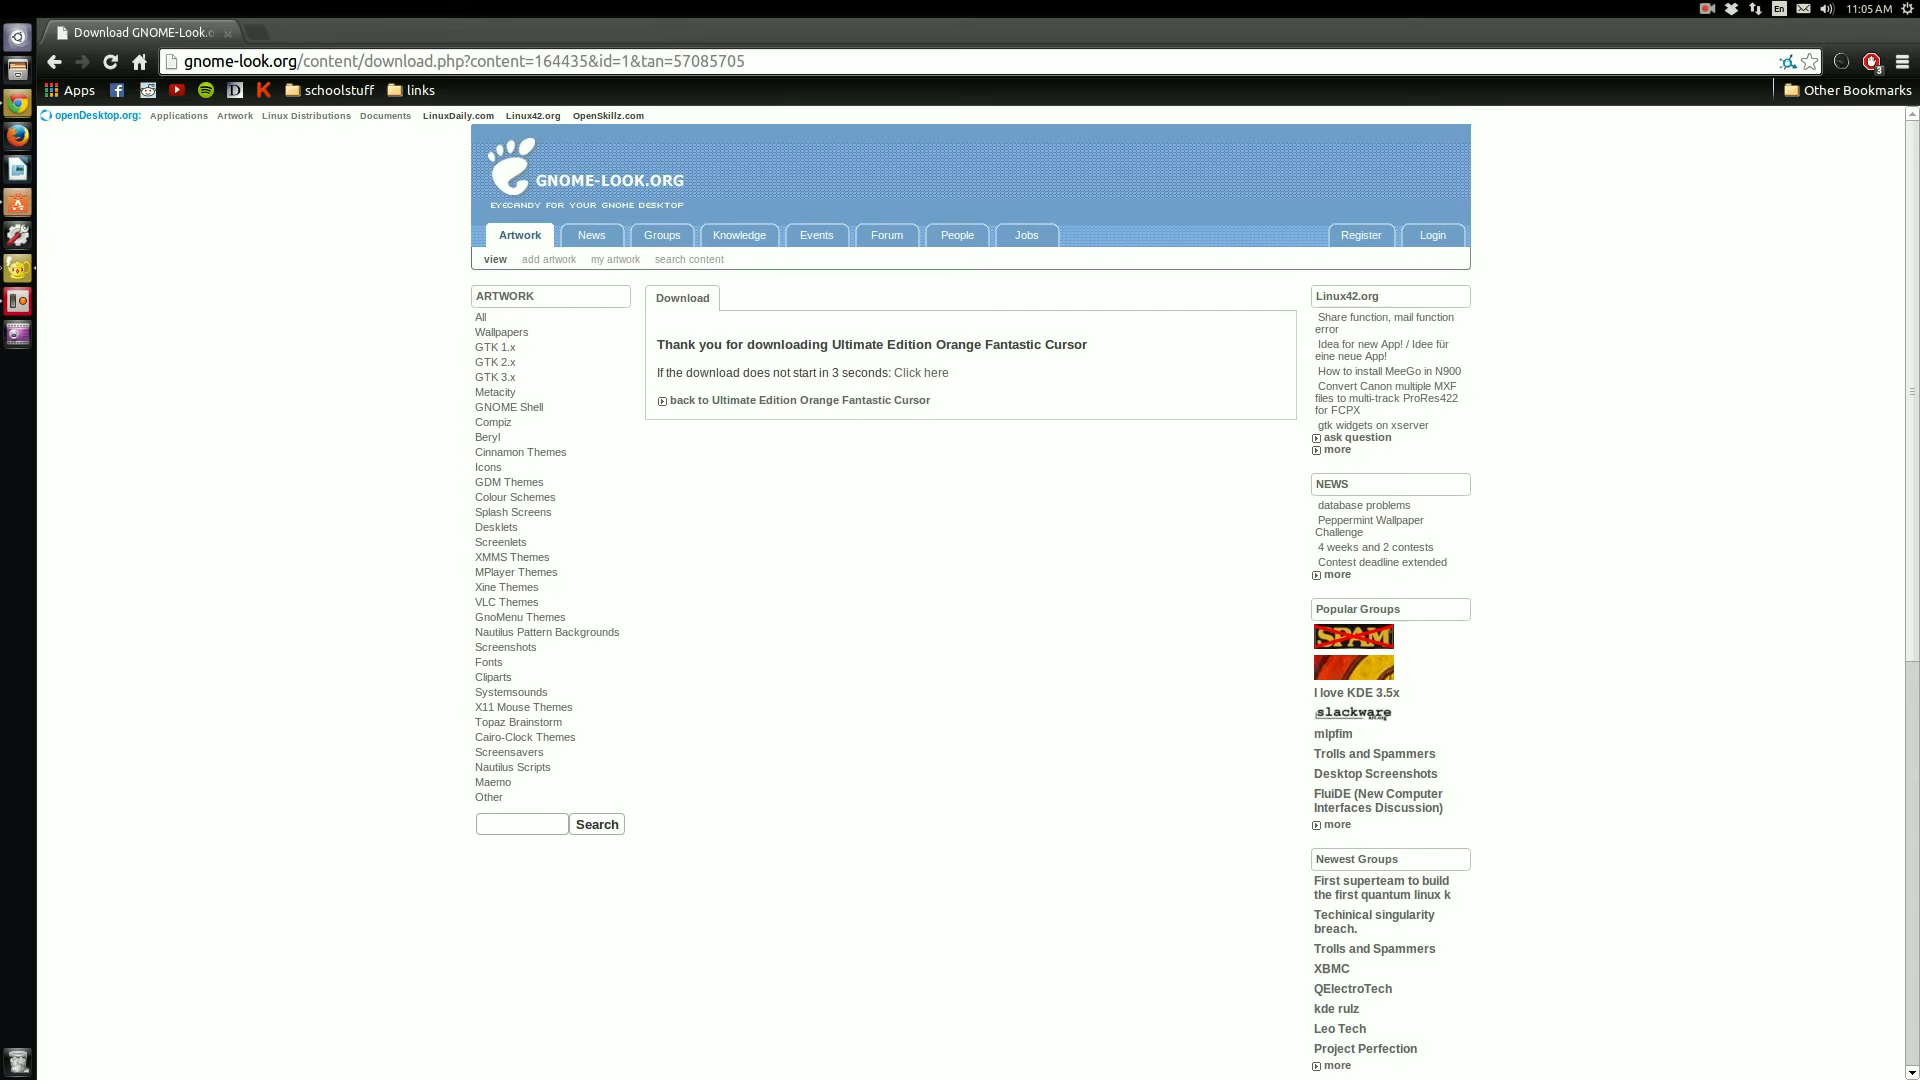 En
11:05 AM
Download GNOME-Look.o
gnome-look.org/content/download.php?content=164435&id=1&tan=57085705
3
Apps
schoolstuff
links
Other Bookmarks
openDesktop.org: Applications Artwork Linux Distributions Documents LinuxDaily.com Linux42.org OpenSkillz.com
GNOME-LOOK.ORG
EYECANDY FOR YOUR GNOME DESKTOP
Artwork News Groups Knowledge Events Forum People Jobs Register Login
view add artwork my artwork search content
ARTWORK
All
Wallpapers
GTK 1.x
GTK 2.x
GTK 3.x
Metacity
GNOME Shell
Compiz
Beryl
Cinnamon Themes
Icons
GDM Themes
Colour Schemes
Splash Screens
Desklets
Screenlets
XMMS Themes
MPlayer Themes
Xine Themes
VLC Themes
GnoMenu Themes
Nautilus Pattern Backgrounds
Screenshots
Fonts
Cliparts
Systemsounds
X11 Mouse Themes
Topaz Brainstorm
Cairo-Clock Themes
Screensavers
Nautilus Scripts
Maemo
Other
Search
Download
Thank you for downloading Ultimate Edition Orange Fantastic Cursor
If the download does not start in 3 seconds: Click here
back to Ultimate Edition Orange Fantastic Cursor
Linux42.org
Share function, mail function
error
Idea for new App! / Idee für
eine neue App!
How to install MeeGo in N900
Convert Canon multiple MXF
files to multi-track ProRes422
for FCPX
gtk widgets on xserver
ask question
more
NEWS
database problems
Peppermint Wallpaper
Challenge
4 weeks and 2 contests
Contest deadline extended
more
Popular Groups
SPAM
I love KDE 3.5x
slackware
art.org
mlpfim
Trolls and Spammers
Desktop Screenshots
FluiDE (New Computer
Interfaces Discussion)
more
Newest Groups
First superteam to build
the first quantum linux k
Techinical singularity
breach.
Trolls and Spammers
XBMC
QElectroTech
kde rulz
Leo Tech
Project Perfection
more